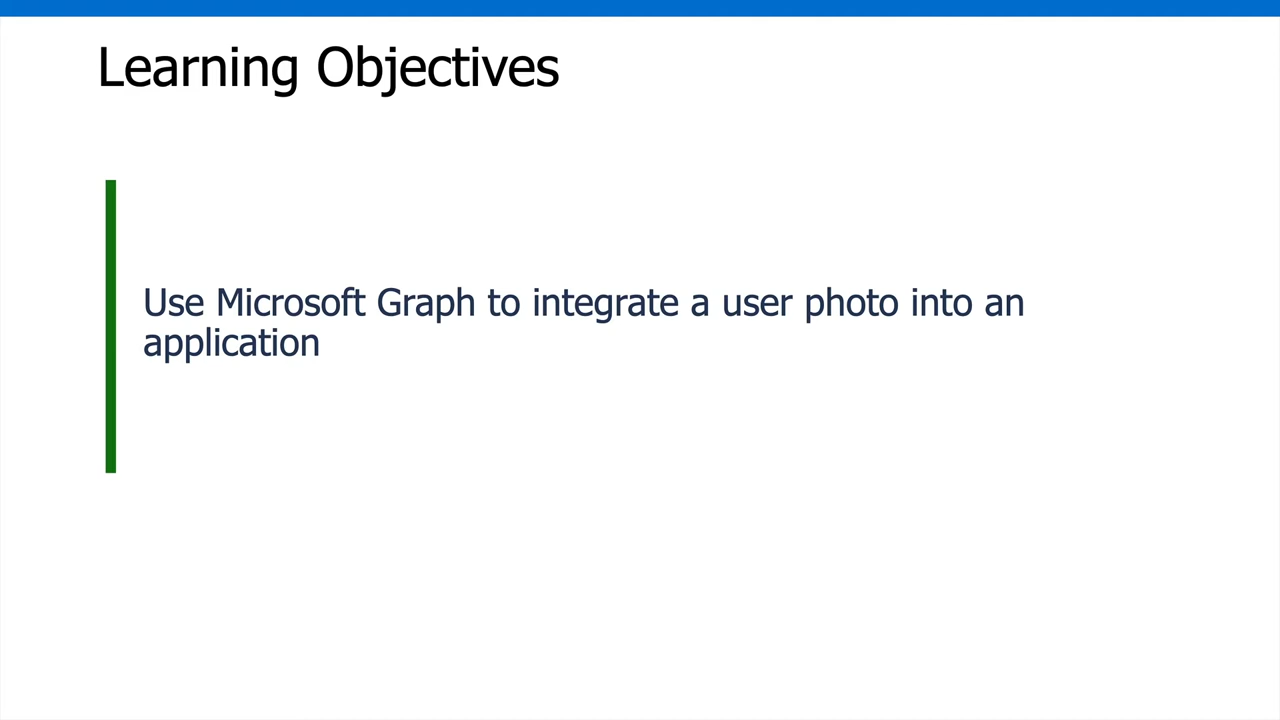 Learning Objectives
Use Microsoft Graph to integrate a user photo into an
application